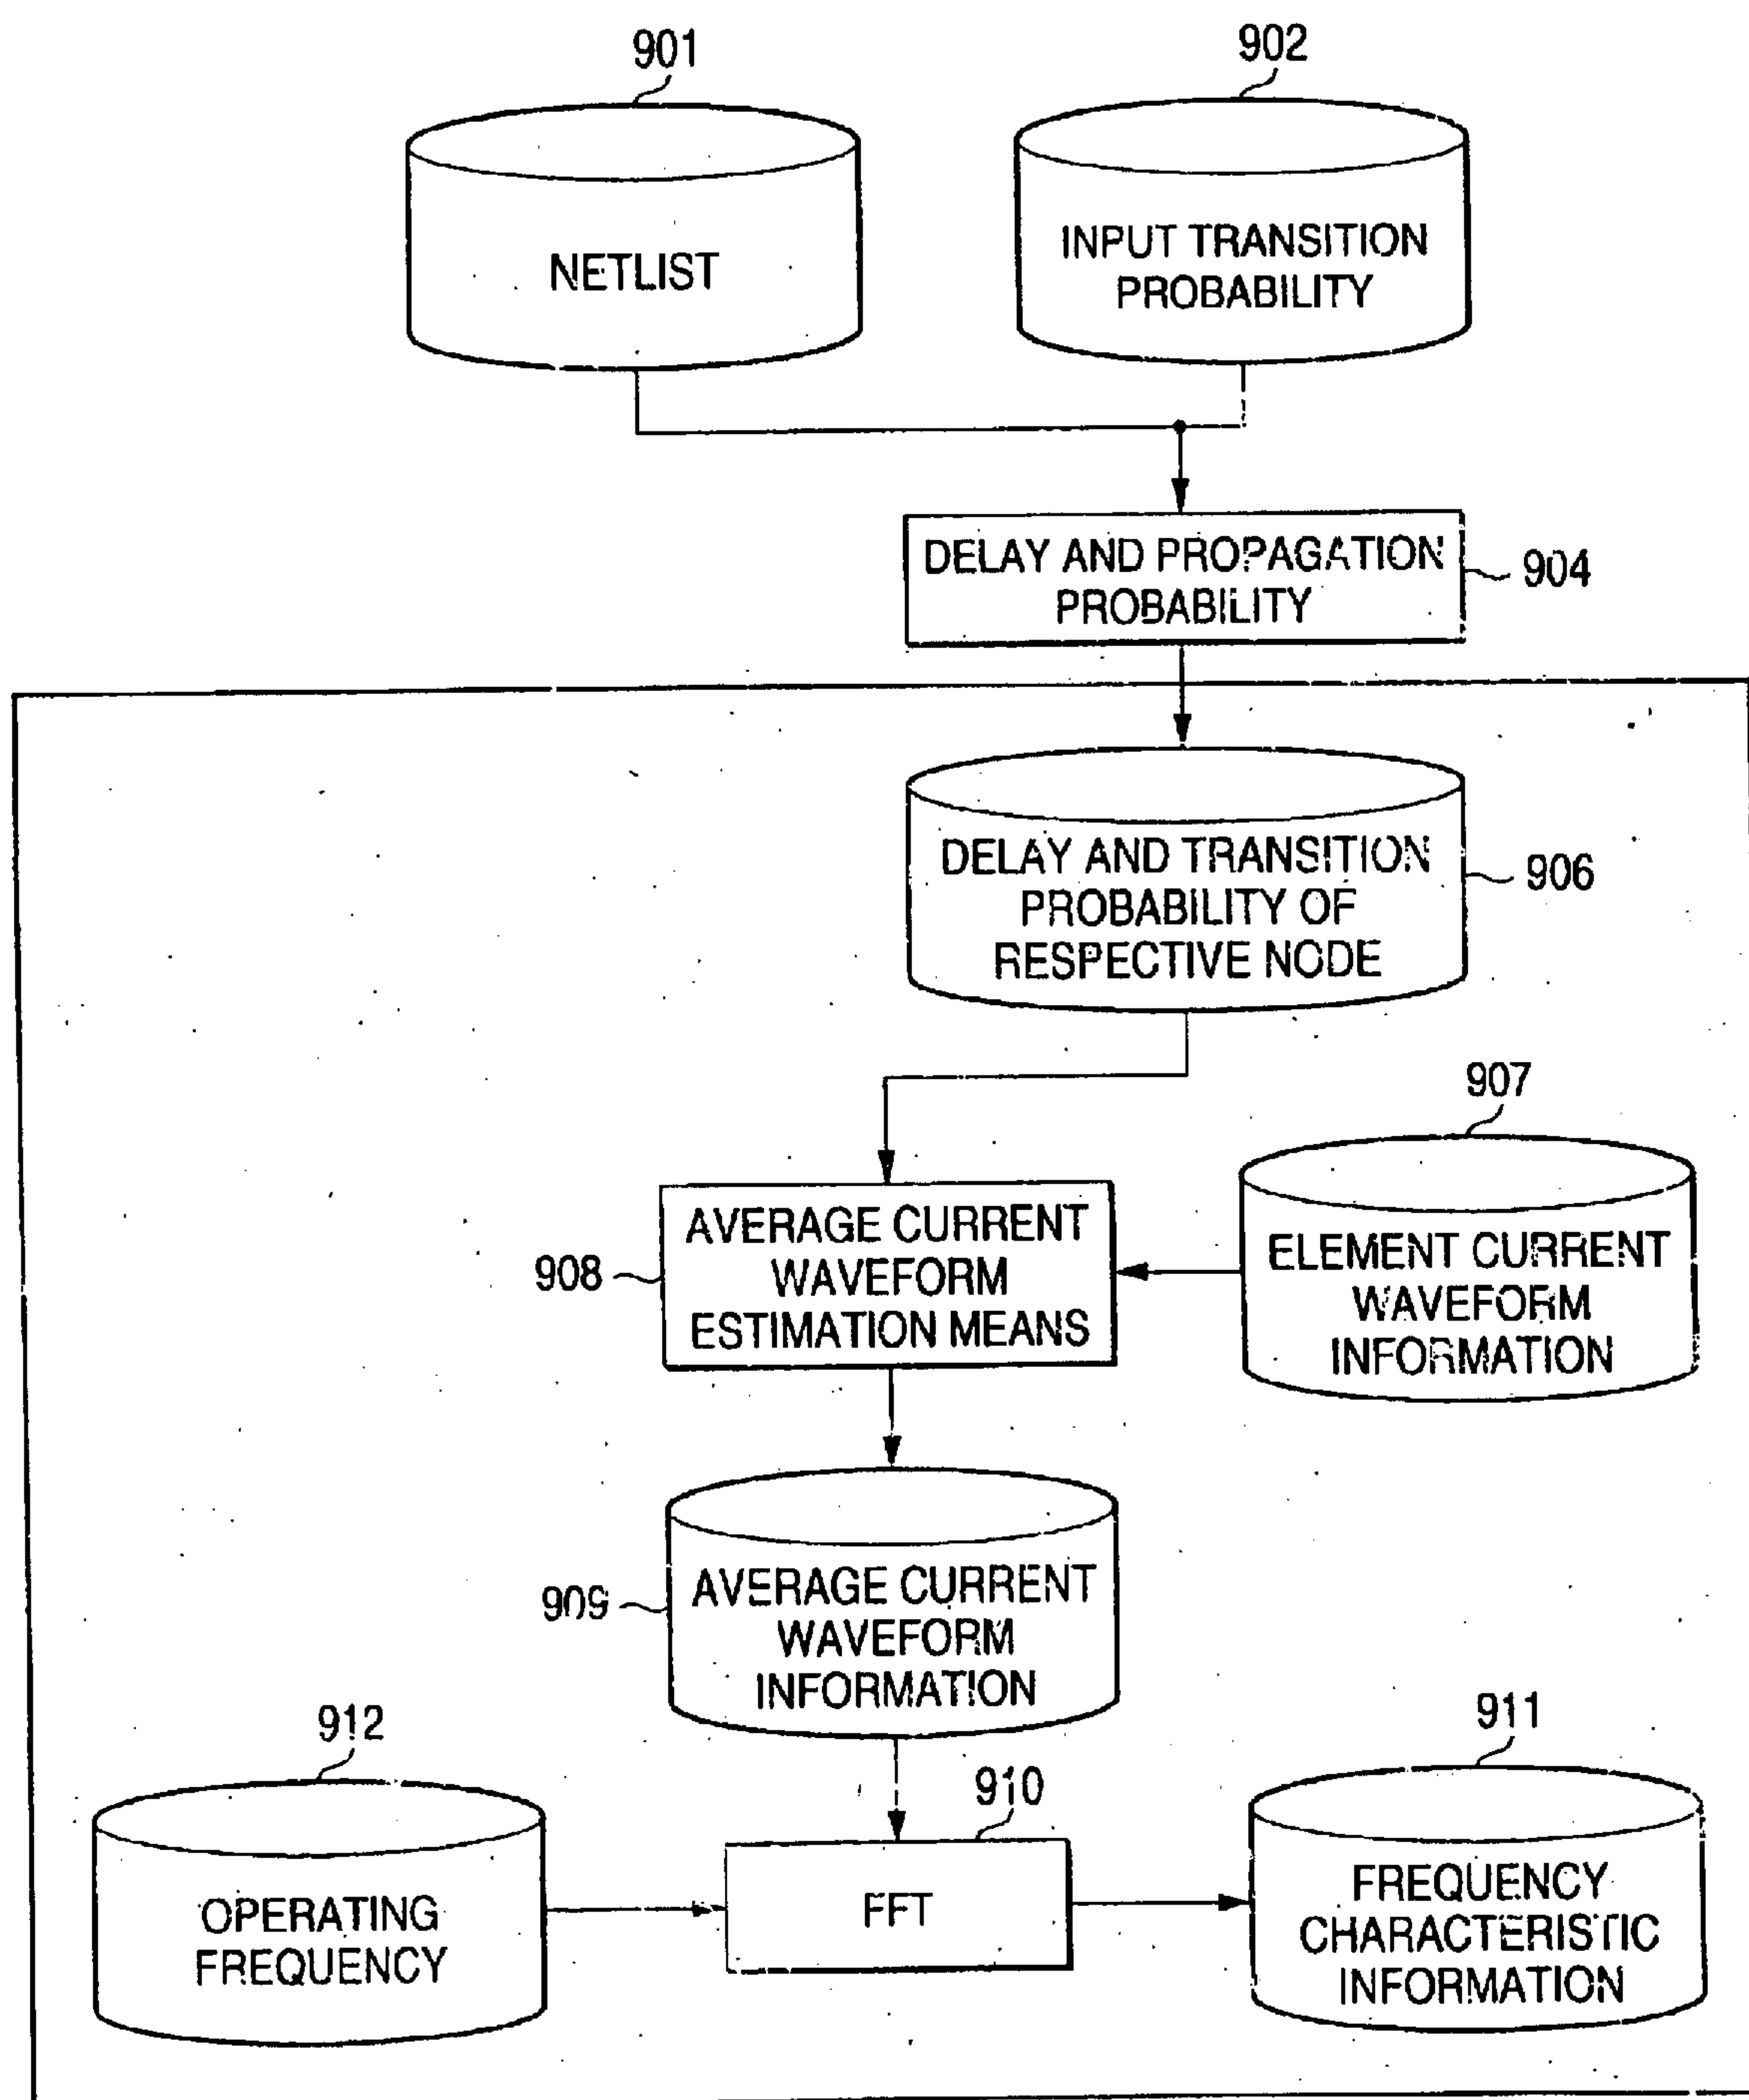 901
902
NETLIST
INPUT TRANSITION
PROBABILITY
DELAY AND PROPAGATION
PROBABILITY
904
DELAY AND TRANSITION
PROBABILITY OF
RESPECTIVE NODE
906
907
AVERAGE CURRENT
WAVEFORM
ESTIMATION MEANS
908
ELEMENT CURRENT
WAVEFORM
INFORMATION
AVERAGE CURRENT
WAVEFORM
INFORMATION
909
912
911
910
OPERATING
FREQUENCY
FFT
FREQUENCY
CHARACTERISTIC
INFORMATION